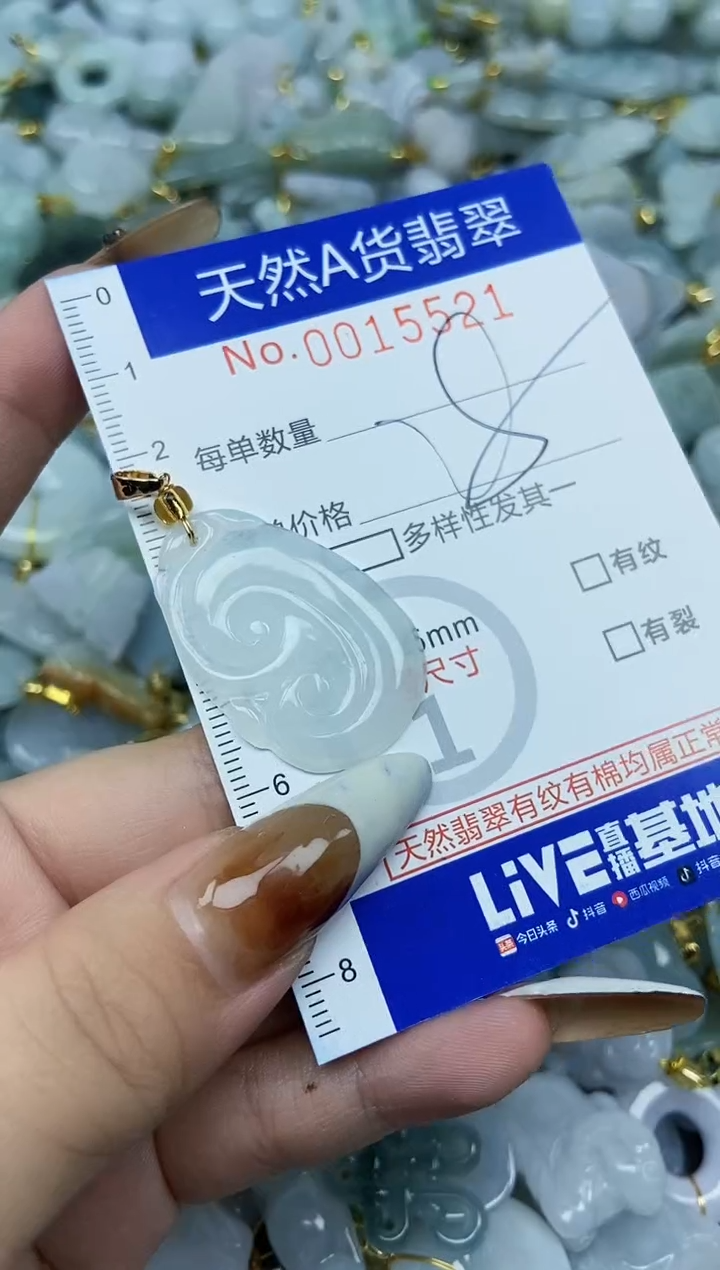 天然A货翡翠
No.0015521
0
1
2
6
8
每单数量
价格
多样性发其一
有纹
有裂
mm
尺寸
1
天然翡翠有纹有棉均属正常
LiVE直播基地
今日头条 抖音 西瓜视频 抖音